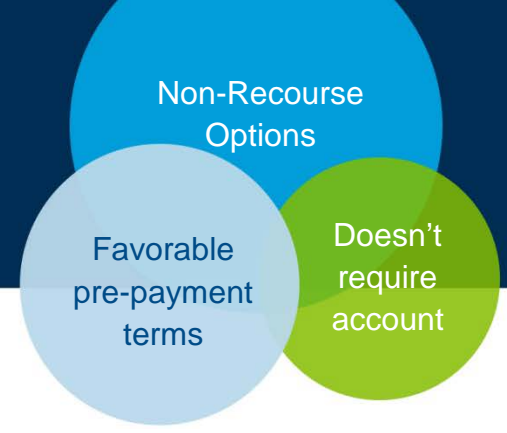 Non-Recourse
Options
Favorable
pre-payment
terms
Doesn't
require
account